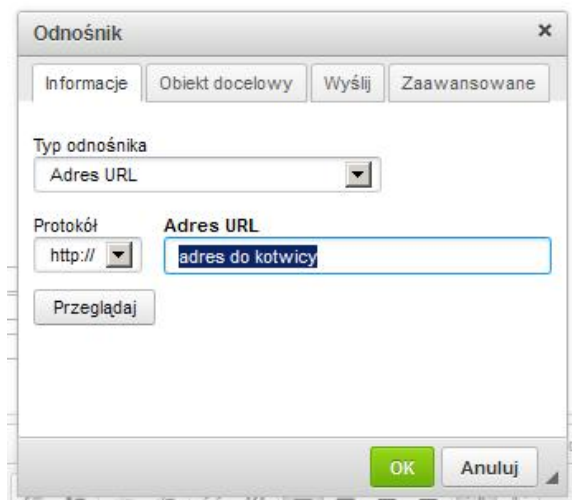 Odnośnik ×
Informacje Obiekt docelowy Wyślij Zaawansowane
Typ odnośnika
Adres URL
Protokół Adres URL
http:// adres do kotwicy
Przeglądaj
OK Anuluj